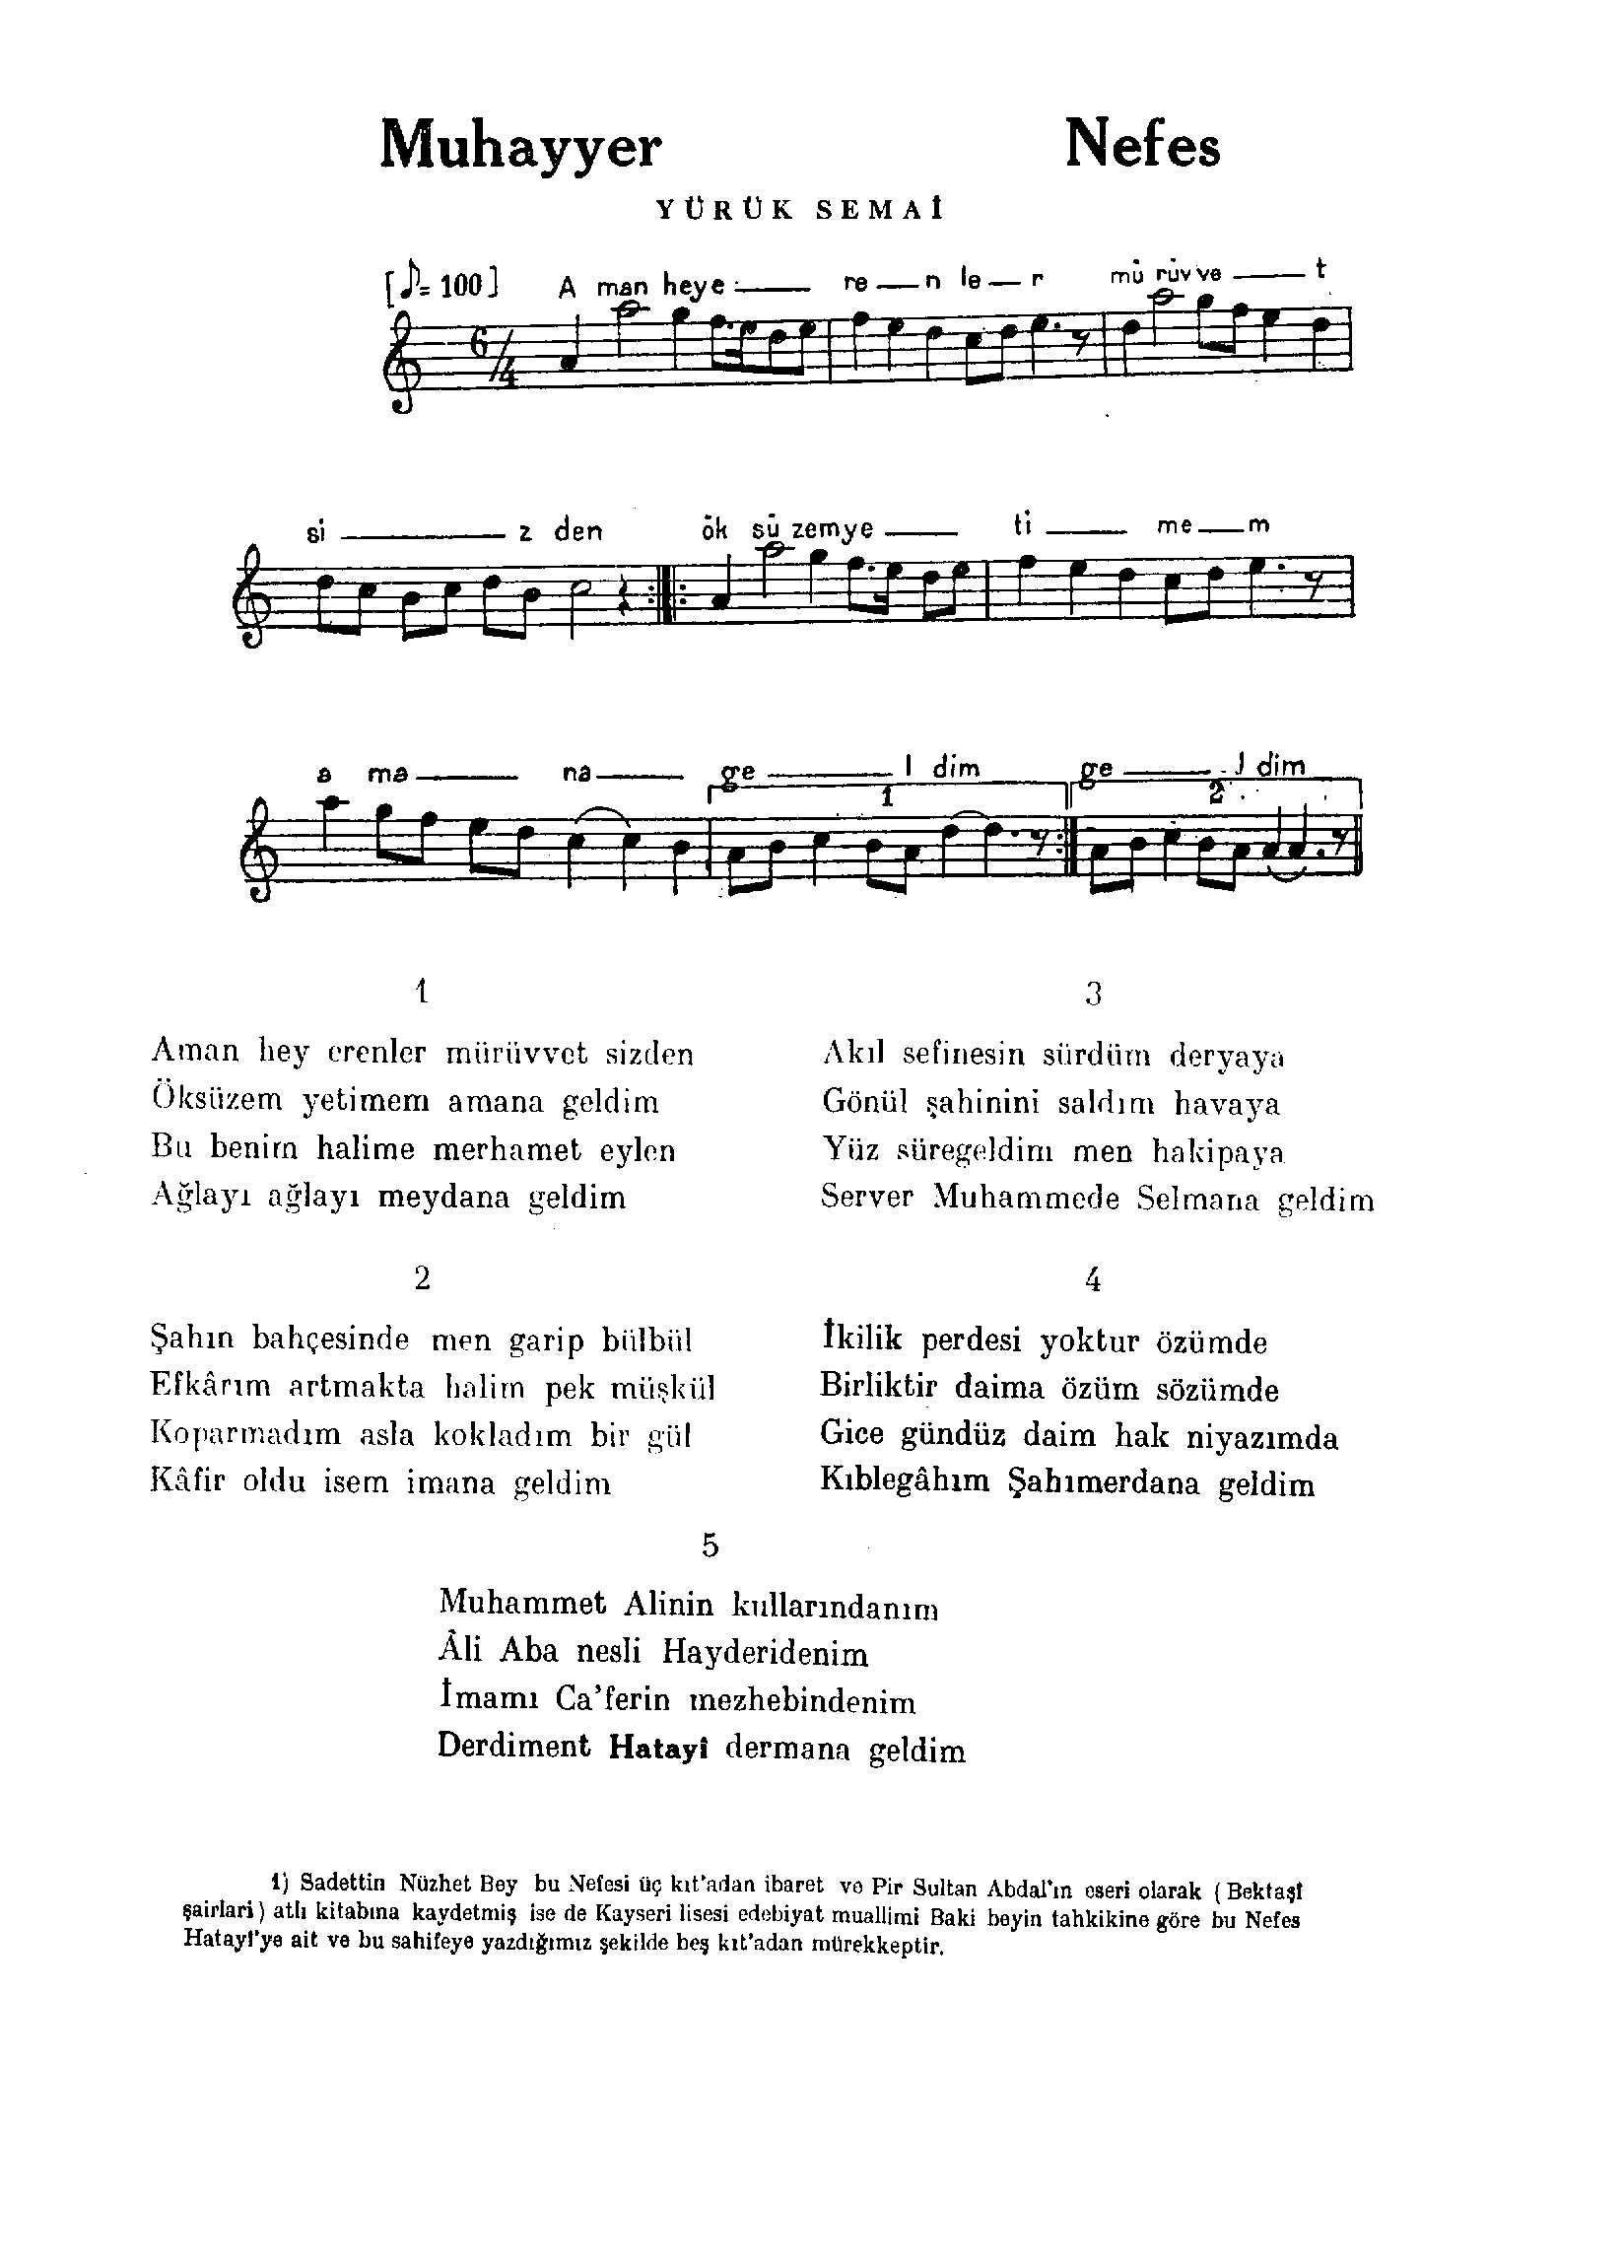 Muhayyer Nefes
YÜRÜK SEMAİ
[♪= 100]
A man heye re n le r mü rüvve t
6/4
si z den ök sü zemye ti me m
a ma na ge l dim ge l dim
1 2
1
Aman hey erenler mürüvvet sizden
Öksüzem yetimem amana geldim
Bu benim halime merhamet eylen
Ağlayı ağlayı meydana geldim
2
Şahın bahçesinde men garip bülbül
Efkârım artmakta halim pek müşkül
Koparmadım asla kokladım bir gül
Kâfir oldu isem imana geldim
3
Akıl sefinesin sürdüm deryaya
Gönül şahinini saldım havaya
Yüz süregeldim men hakipaya
Server Muhammede Selmana geldim
4
İkilik perdesi yoktur özümde
Birliktir daima özüm sözümde
Gice gündüz daim hak niyazımda
Kıblegâhım Şahımerdana geldim
5
Muhammet Alinin kullarındanım
Âli Aba nesli Hayderidenim
İmamı Ca'ferin mezhebindenim
Derdiment Hatayî dermana geldim
1) Sadettin Nüzhet Bey bu Nefesi üç kıt'adan ibaret ve Pir Sultan Abdal'ın eseri olarak (Bektaşî
şairlari) atlı kitabına kaydetmiş ise de Kayseri lisesi edebiyat muallimi Baki beyin tahkikine göre bu Nefes
Hatayî'ye ait ve bu sahifeye yazdığımız şekilde beş kıt'adan mürekkeptir.